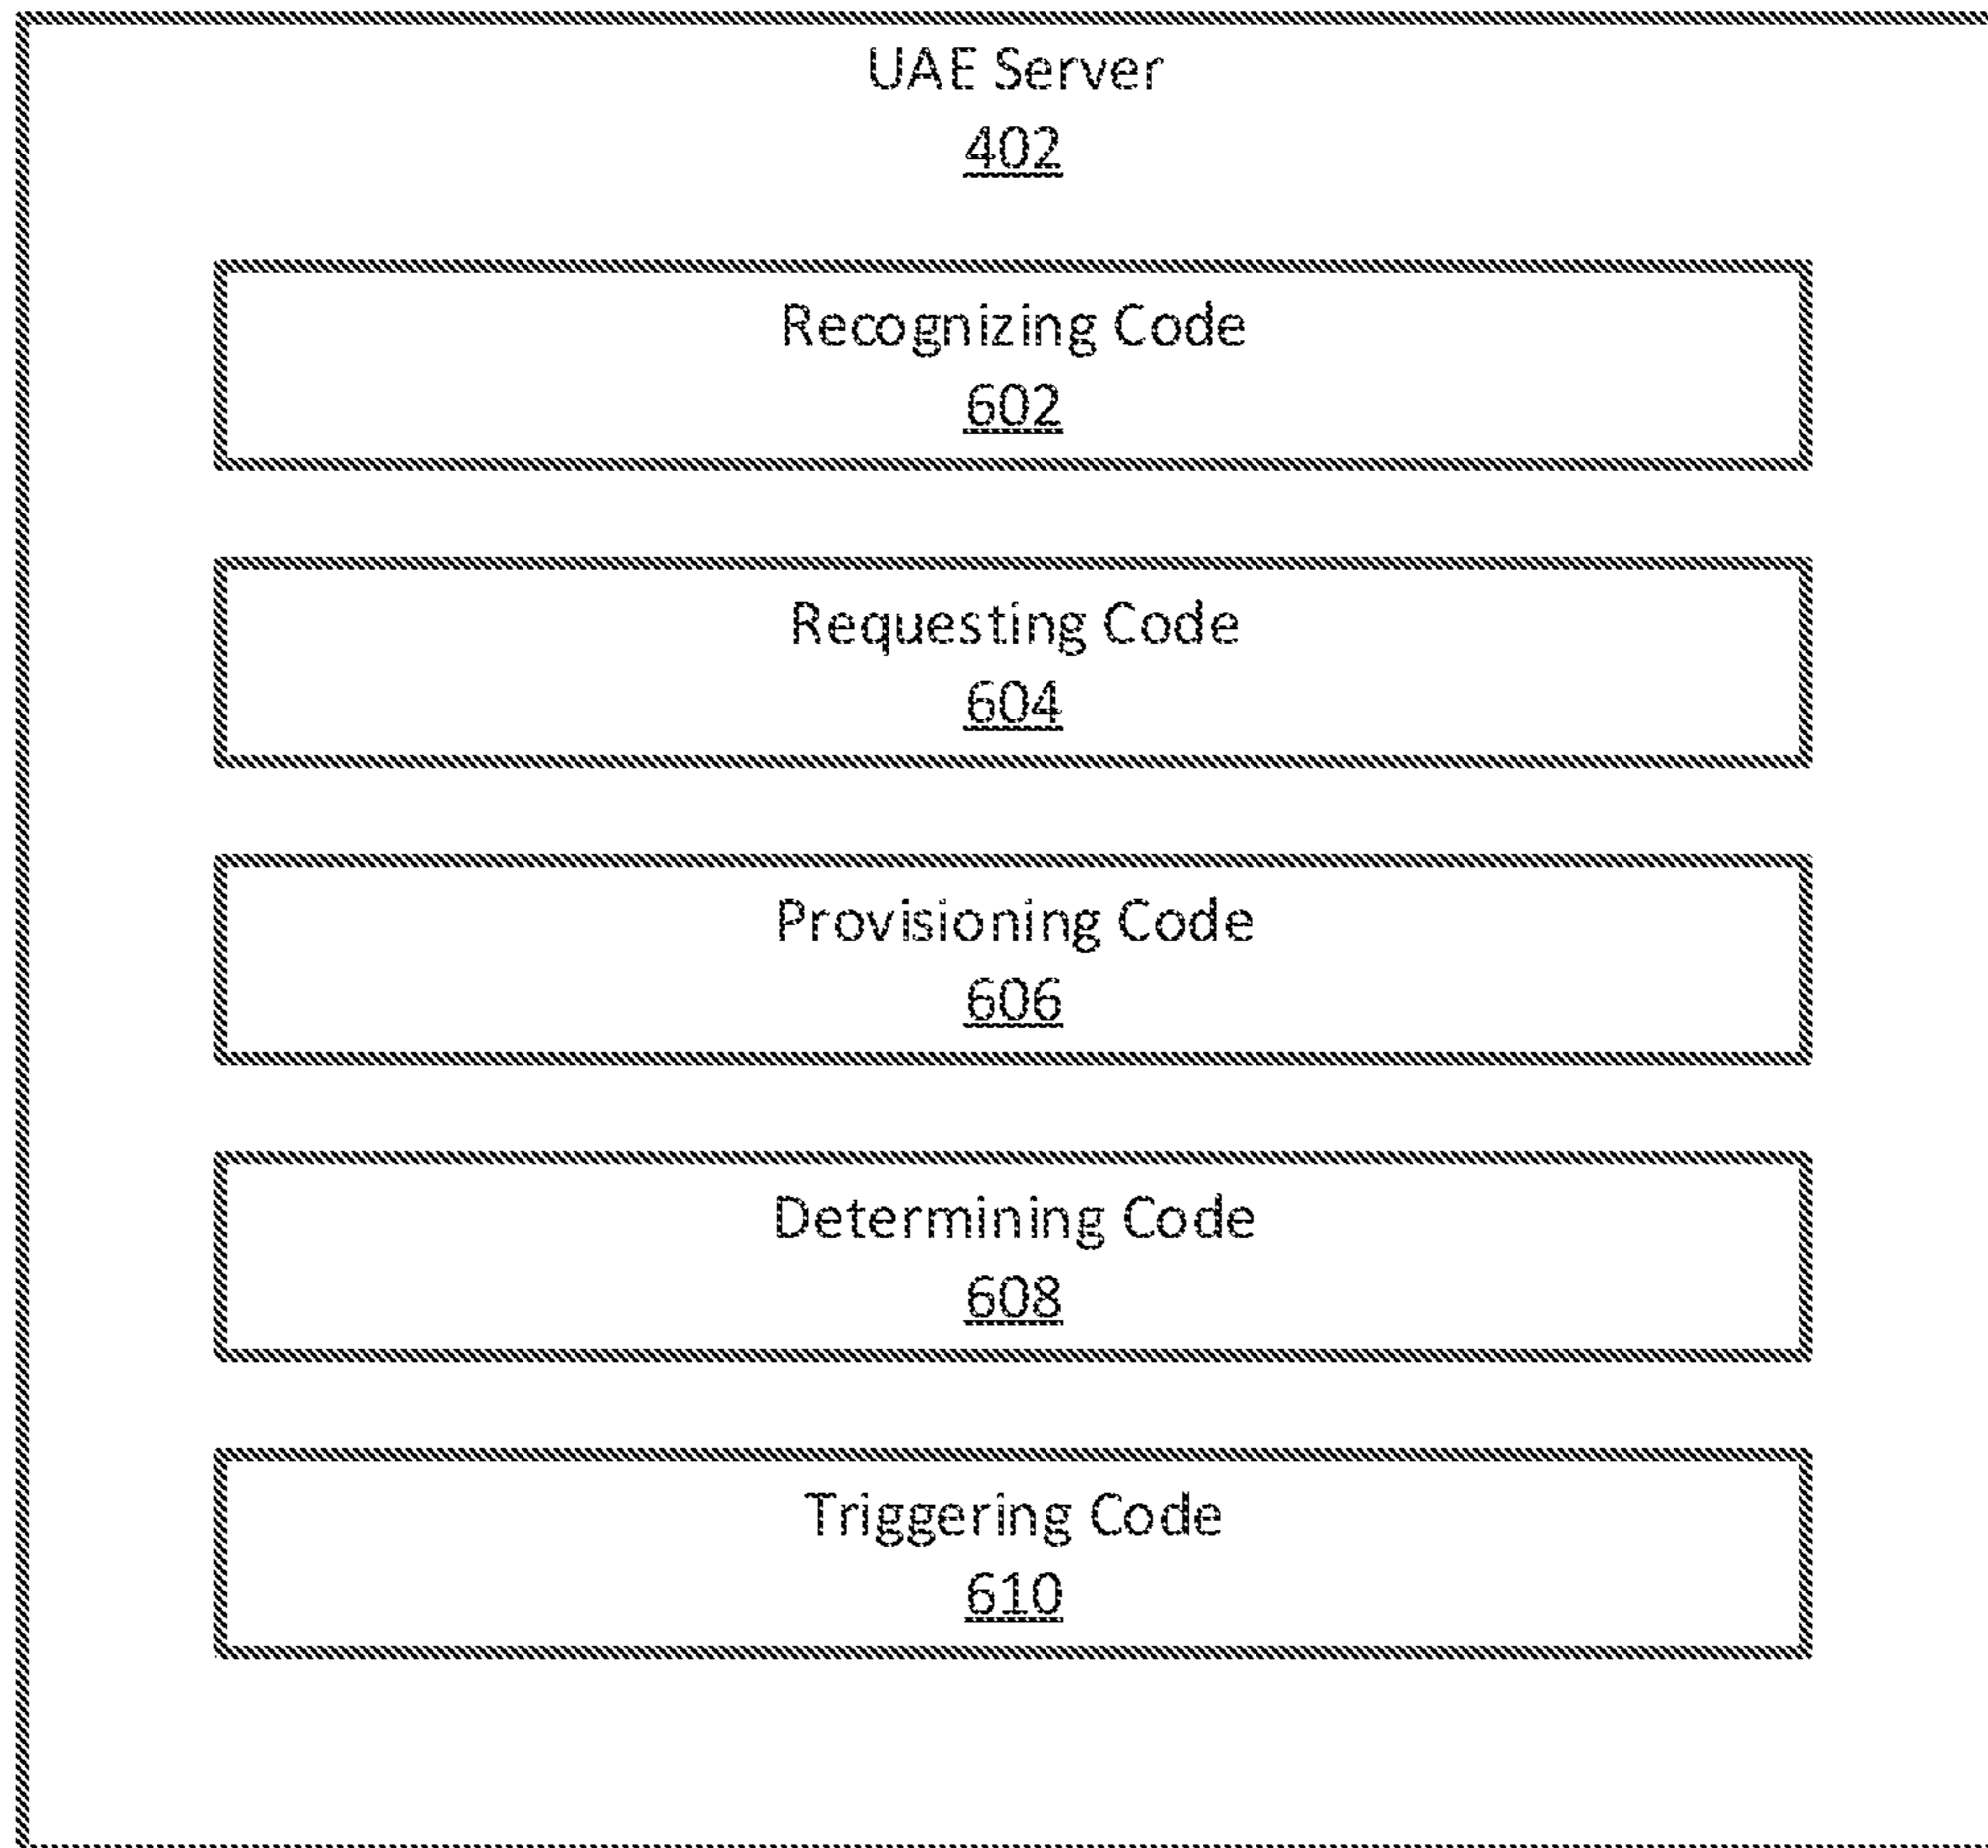 UAE Server
402
Recognizing Code
602
Requesting Code
604
Provisioning Code
606
Determining Code
608
Triggering Code
610